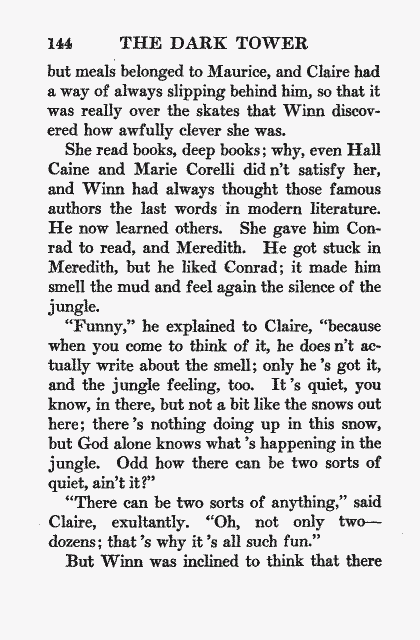 144 THE DARK TOWER
but meals belonged to Maurice, and Claire had
a way of always slipping behind him, so that it
was really over the skates that Winn discov-
ered how awfully clever she was.
She read books, deep books; why, even Hall
Caine and Marie Corelli did n't satisfy her,
and Winn had always thought those famous
authors the last words in modern literature.
He now learned others. She gave him Con-
rad to read, and Meredith. He got stuck in
Meredith, but he liked Conrad; it made him
smell the mud and feel again the silence of the
jungle.
"Funny," he explained to Claire, "because
when you come to think of it, he does n't ac-
tually write about the smell; only he 's got it,
and the jungle feeling, too. It 's quiet, you
know, in there, but not a bit like the snows out
here; there 's nothing doing up in this snow,
but God alone knows what 's happening in the
jungle. Odd how there can be two sorts of
quiet, ain't it?"
"There can be two sorts of anything," said
Claire, exultantly. "Oh, not only two—
dozens; that 's why it 's all such fun."
But Winn was inclined to think that there